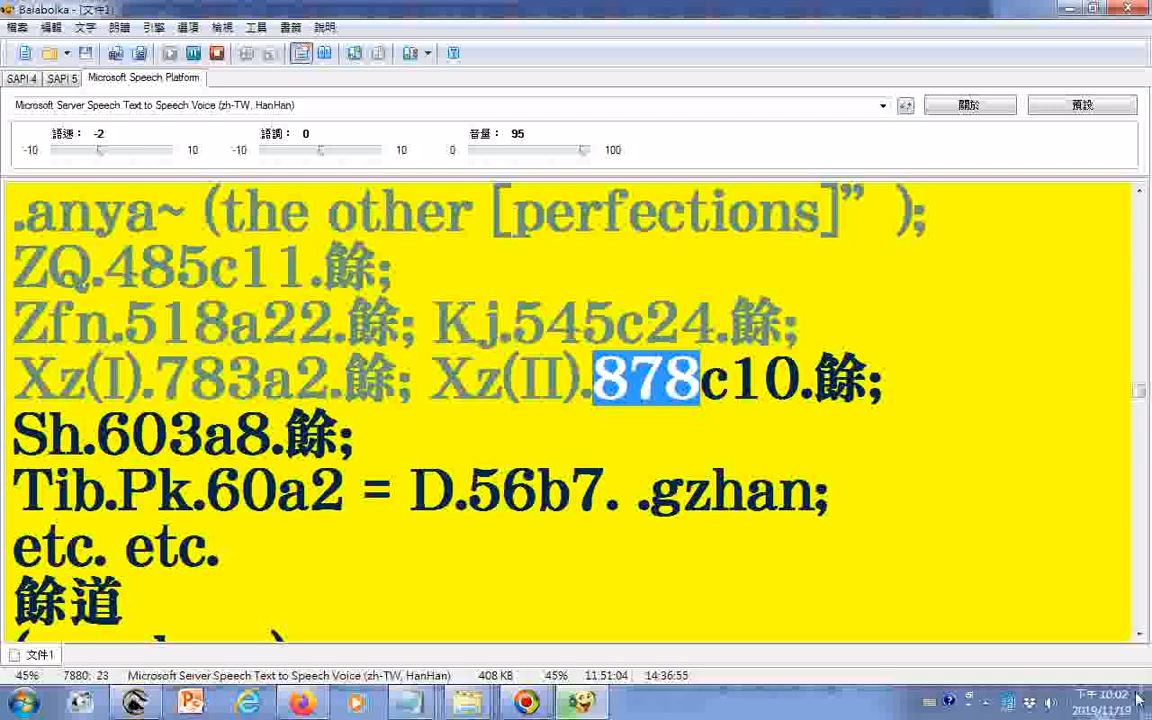 Balabolka - [文件1]
檔案 編輯 文字 朗讀 引擎 選項 檢視 工具 書籤 說明
SAPI 4 SAPI 5 Microsoft Speech Platform
Microsoft Server Speech Text to Speech Voice (zh-TW, HanHan) 關於 預設
語速： -2 語調： 0 音量： 95
-10 10 -10 10 0 100
.anya~ (the other [perfections]” );
ZQ.485c11.餘;
Zfn.518a22.餘; Kj.545c24.餘;
Xz(I).783a2.餘; Xz(II).878c10.餘;
Sh.603a8.餘;
Tib.Pk.60a2 = D.56b7. .gzhan;
etc. etc.
餘道
文件1
45% 7880; 23 Microsoft Server Speech Text to Speech Voice (zh-TW, HanHan) 408 KB 45% 11:51:04 14:36:55
下午 10:02
2019/11/19